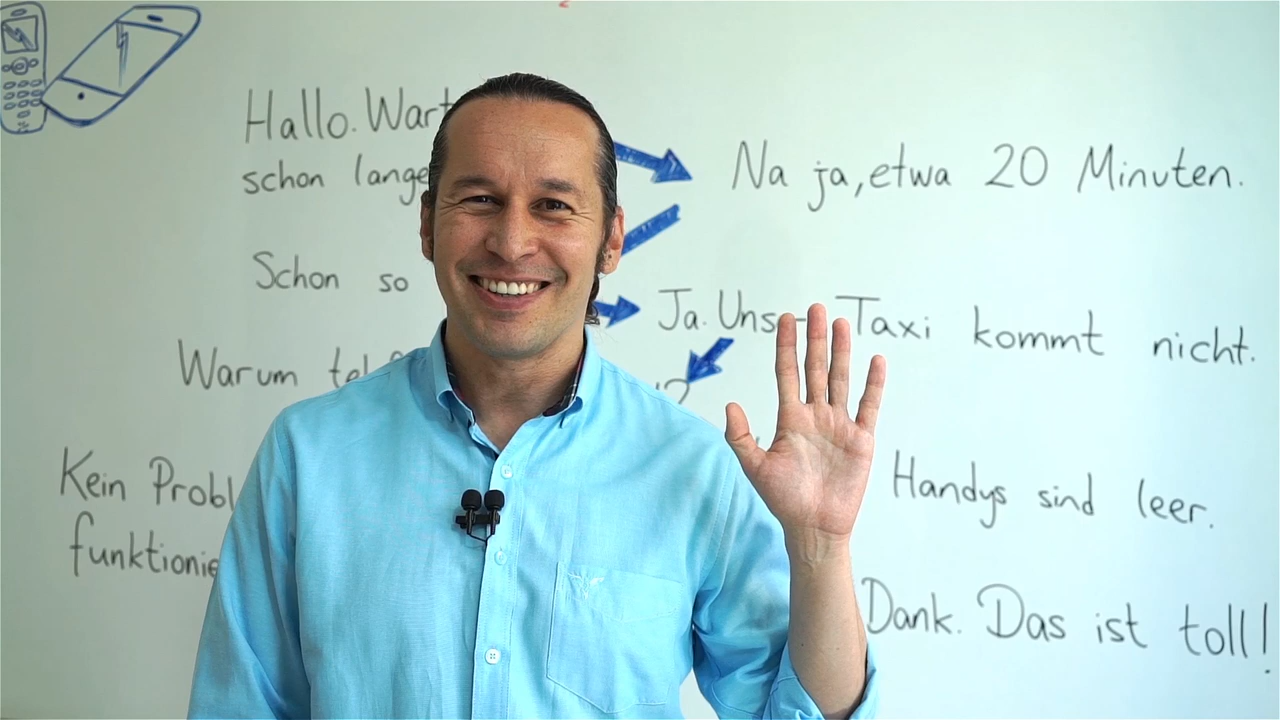 Hallo. Wart
schon lange
Na ja, etwa 20 Minuten.
Schon so
Ja. Uns Taxi kommt nicht.
Warum tel
?
Kein Probl
Handys sind leer.
funktionie
Dank. Das ist toll!